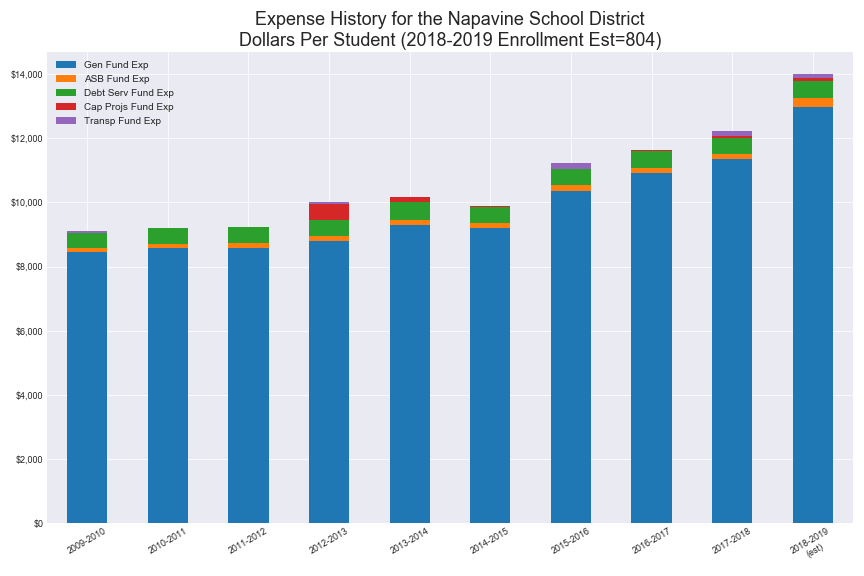 Expense History for the Napavine School District
Dollars Per Student (2018-2019 Enrollment Est=804)
Gen Fund Exp
ASB Fund Exp
Debt Serv Fund Exp
Cap Projs Fund Exp
Transp Fund Exp
$14,000
$12,000
$10,000
$8,000
$6,000
$4,000
$2,000
$0
2009-2010
2010-2011
2011-2012
2012-2013
2013-2014
2014-2015
2015-2016
2016-2017
2017-2018
2018-2019
(est)